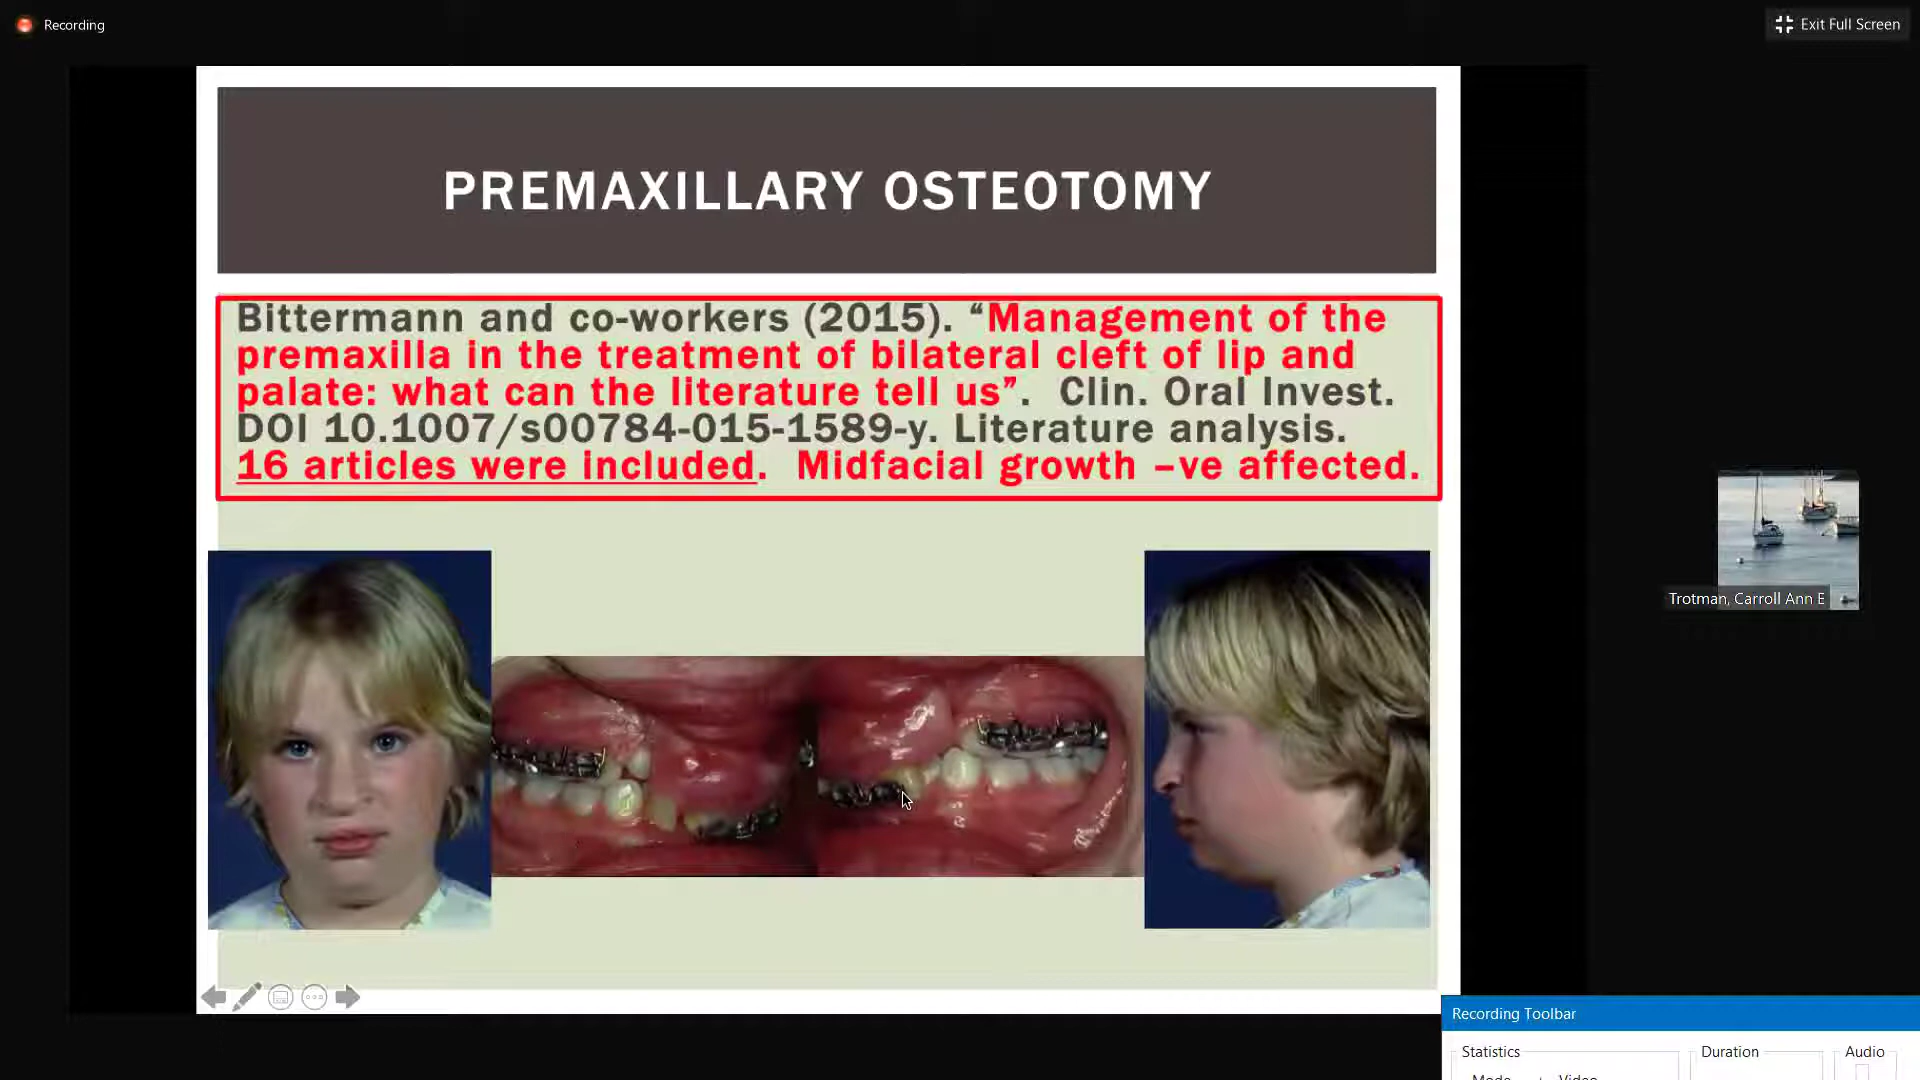 Recording
Exit Full Screen
PREMAXILLARY OSTEOTOMY
Bittermann and co-workers (2015). “Management of the
premaxilla in the treatment of bilateral cleft of lip and
palate: what can the literature tell us”.  Clin. Oral Invest.
DOI 10.1007/s00784-015-1589-y. Literature analysis.
16 articles were included.  Midfacial growth –ve affected.
Trotman, Carroll Ann E
Recording Toolbar
Statistics
Duration
Audio
Mode
Video